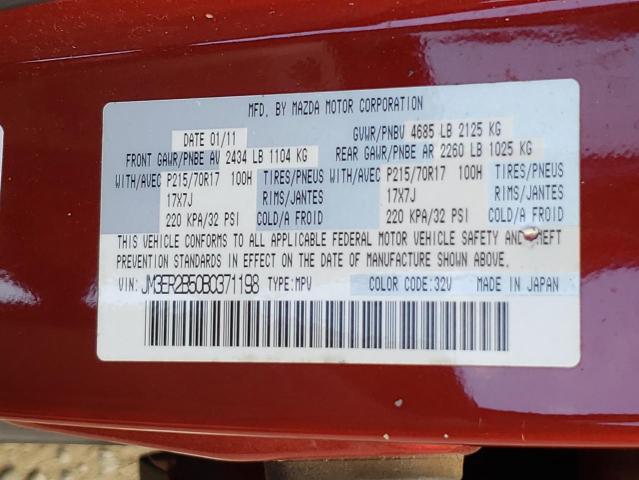 MFD. BY MAZDA MOTOR CORPORATION
DATE 01/11 GVWR/PNBV 4685 LB 2125 KG
FRONT GAWR/PNBE AV 2434 LB 1104 KG REAR GAWR/PNBE AR 2260 LB 1025 KG
WITH/AVEC P215/70R17 100H TIRES/PNEUS WITH/AVEC P215/70R17 100H TIRES/PNEUS
17X7J RIMS/JANTES 17X7J RIMS/JANTES
220 KPA/32 PSI COLD/A FROID 220 KPA/32 PSI COLD/A FROID
THIS VEHICLE CONFORMS TO ALL APPLICABLE FEDERAL MOTOR VEHICLE SAFETY AND THEFT
PREVENTION STANDARDS IN EFFECT ON THE DATE OF MANUFACTURE SHOWN ABOVE.
VIN: JM3ER2B50B0371198 TYPE:MPV COLOR CODE:32V MADE IN JAPAN